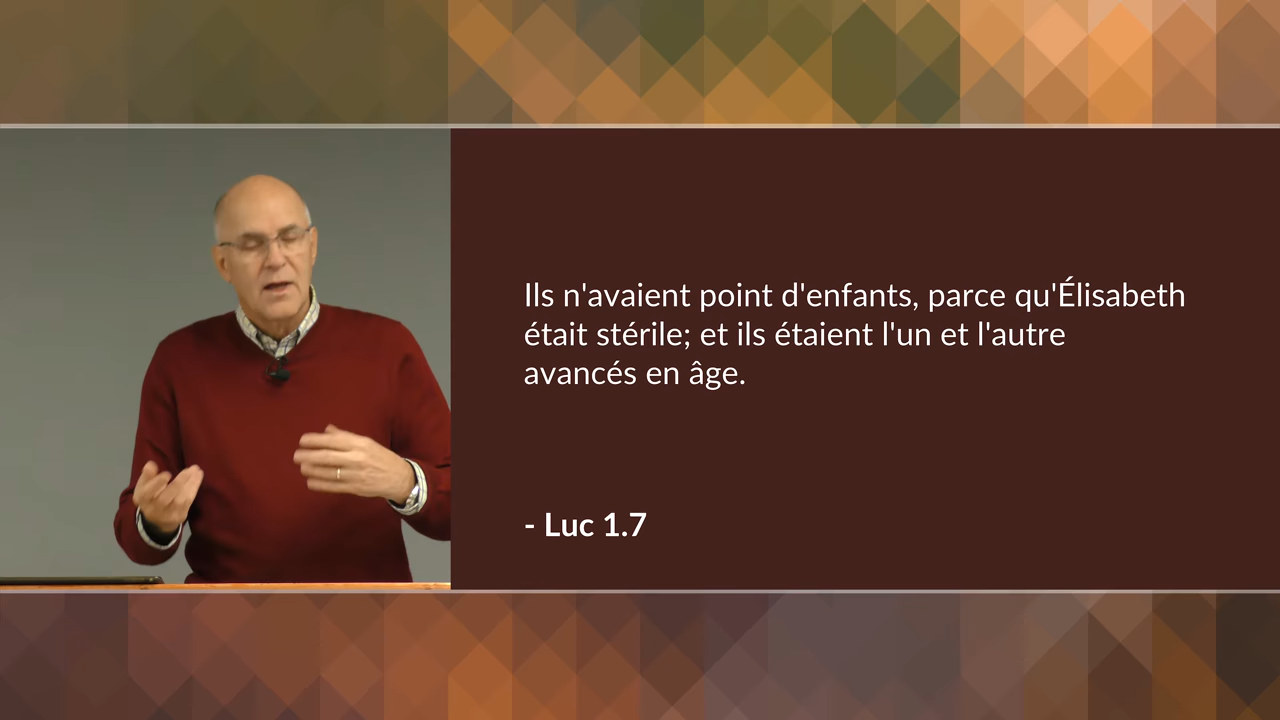 Ils n'avaient point d'enfants, parce qu'Élisabeth
était stérile; et ils étaient l'un et l'autre
avancés en âge.
- Luc 1.7